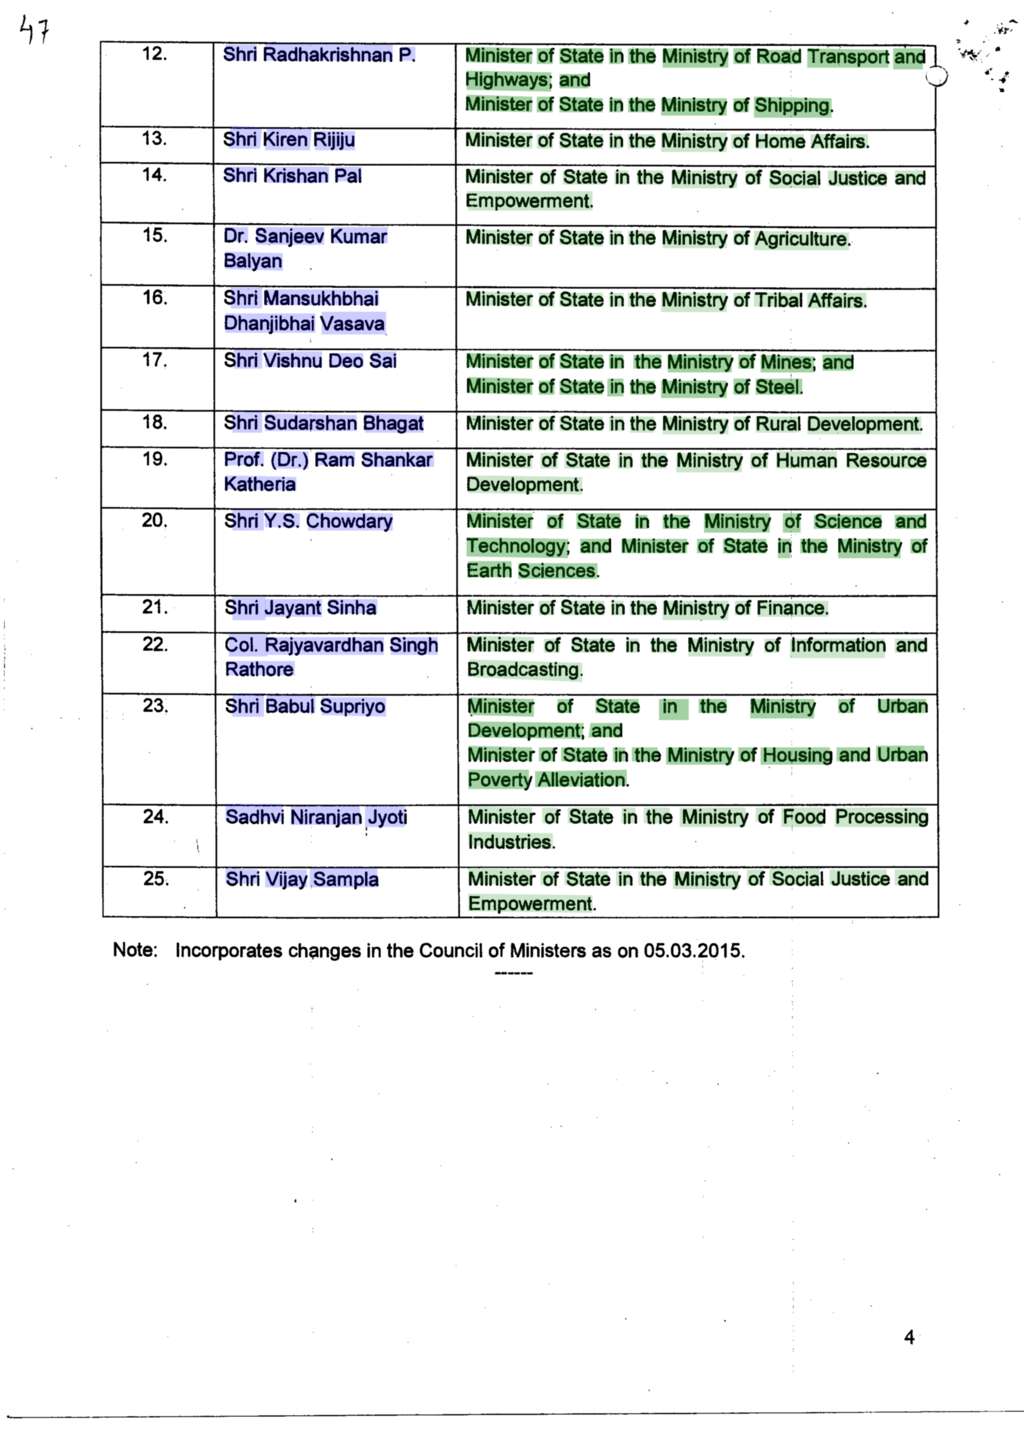 47
12. Shri Radhakrishnan P. Minister of State in the Ministry of Road Transport and
Highways; and
Minister of State in the Ministry of Shipping.
13. Shri Kiren Rijiju Minister of State in the Ministry of Home Affairs.
14. Shri Krishan Pal Minister of State in the Ministry of Social Justice and
Empowerment.
15. Dr. Sanjeev Kumar Minister of State in the Ministry of Agriculture.
Balyan
16. Shri Mansukhbhai Minister of State in the Ministry of Tribal Affairs.
Dhanjibhai Vasava
17. Shri Vishnu Deo Sai Minister of State in the Ministry of Mines; and
Minister of State in the Ministry of Steel.
18. Shri Sudarshan Bhagat Minister of State in the Ministry of Rural Development.
19. Prof. (Dr.) Ram Shankar Minister of State in the Ministry of Human Resource
Katheria Development.
20. Shri Y.S. Chowdary Minister of State in the Ministry of Science and
Technology; and Minister of State in the Ministry of
Earth Sciences.
21. Shri Jayant Sinha Minister of State in the Ministry of Finance.
22. Col. Rajyavardhan Singh Minister of State in the Ministry of Information and
Rathore Broadcasting.
23. Shri Babul Supriyo Minister of State in the Ministry of Urban
Development; and
Minister of State in the Ministry of Housing and Urban
Poverty Alleviation.
24. Sadhvi Niranjan Jyoti Minister of State in the Ministry of Food Processing
Industries.
25. Shri Vijay Sampla Minister of State in the Ministry of Social Justice and
Empowerment.
Note: Incorporates changes in the Council of Ministers as on 05.03.2015.
------
4